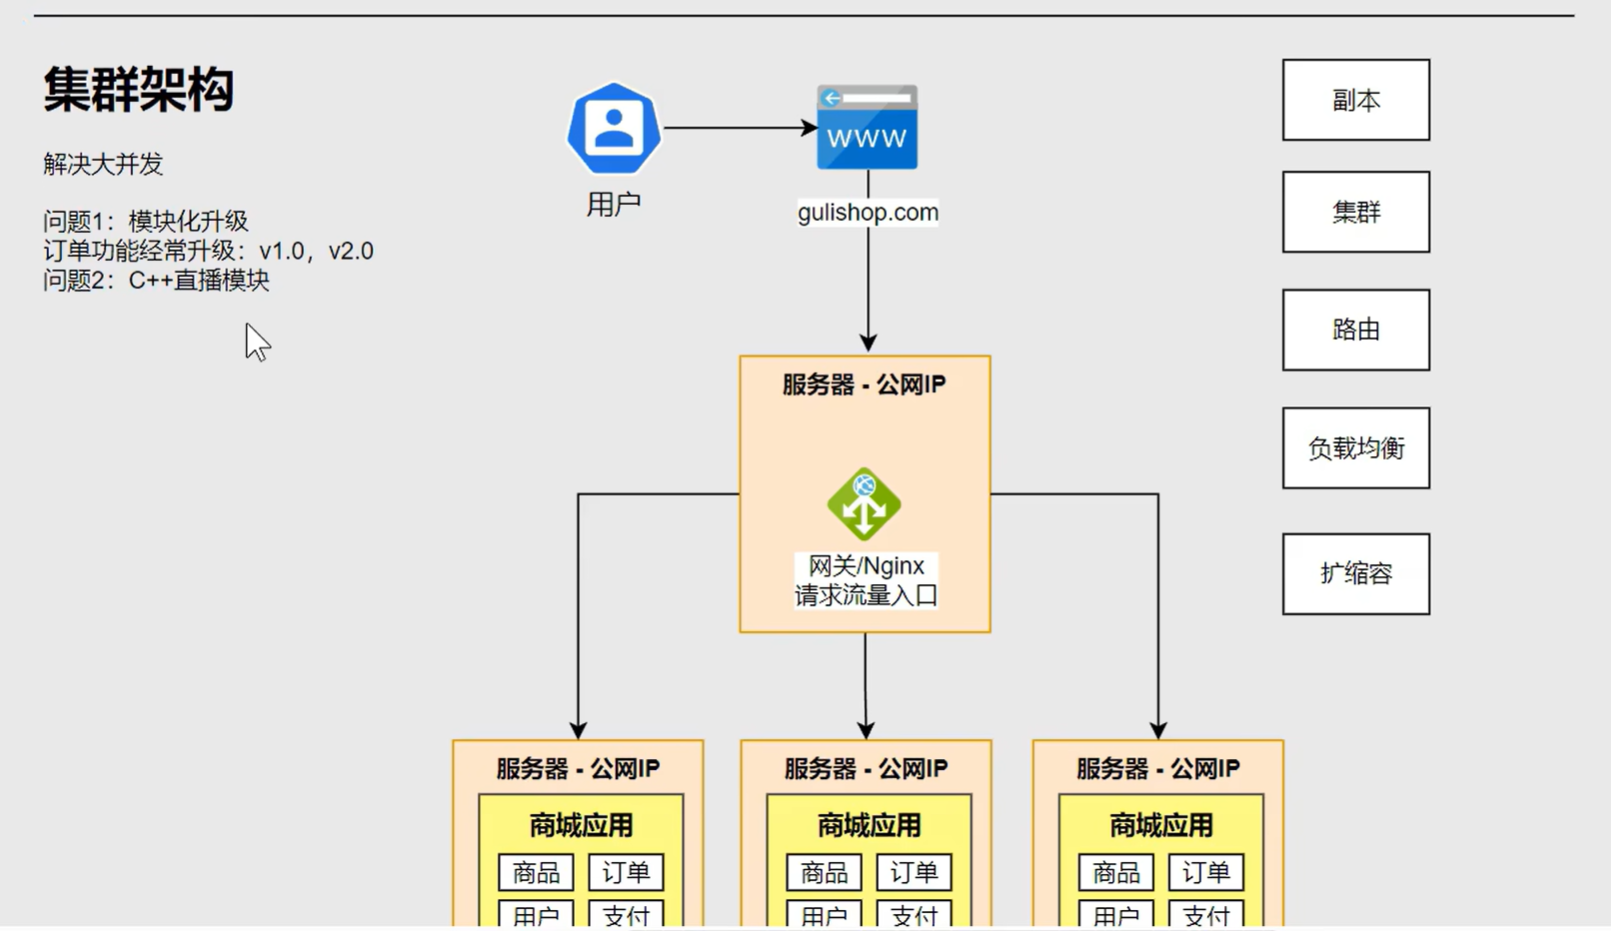 集群架构
解决大并发
问题1：模块化升级
订单功能经常升级：v1.0，v2.0
问题2：C++直播模块
用户
WWW
gulishop.com
服务器 - 公网IP
网关/Nginx
请求流量入口
副本
集群
路由
负载均衡
扩缩容
服务器 - 公网IP
商城应用
商品
订单
用户
支付
服务器 - 公网IP
商城应用
商品
订单
用户
支付
服务器 - 公网IP
商城应用
商品
订单
用户
支付